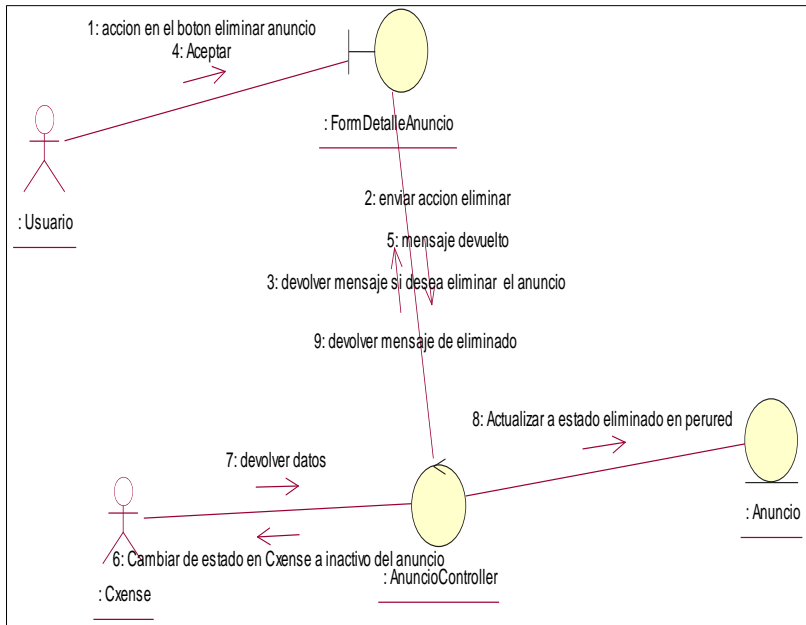 1: accion en el boton eliminar anuncio
4: Aceptar
: FormDetalleAnuncio
: Usuario
2: enviar accion eliminar
5: mensaje devuelto
3: devolver mensaje si desea eliminar el anuncio
9: devolver mensaje de eliminado
8: Actualizar a estado eliminado en perured
7: devolver datos
: Anuncio
6: Cambiar de estado en Cxense a inactivo del anuncio
: AnuncioController
: Cxense